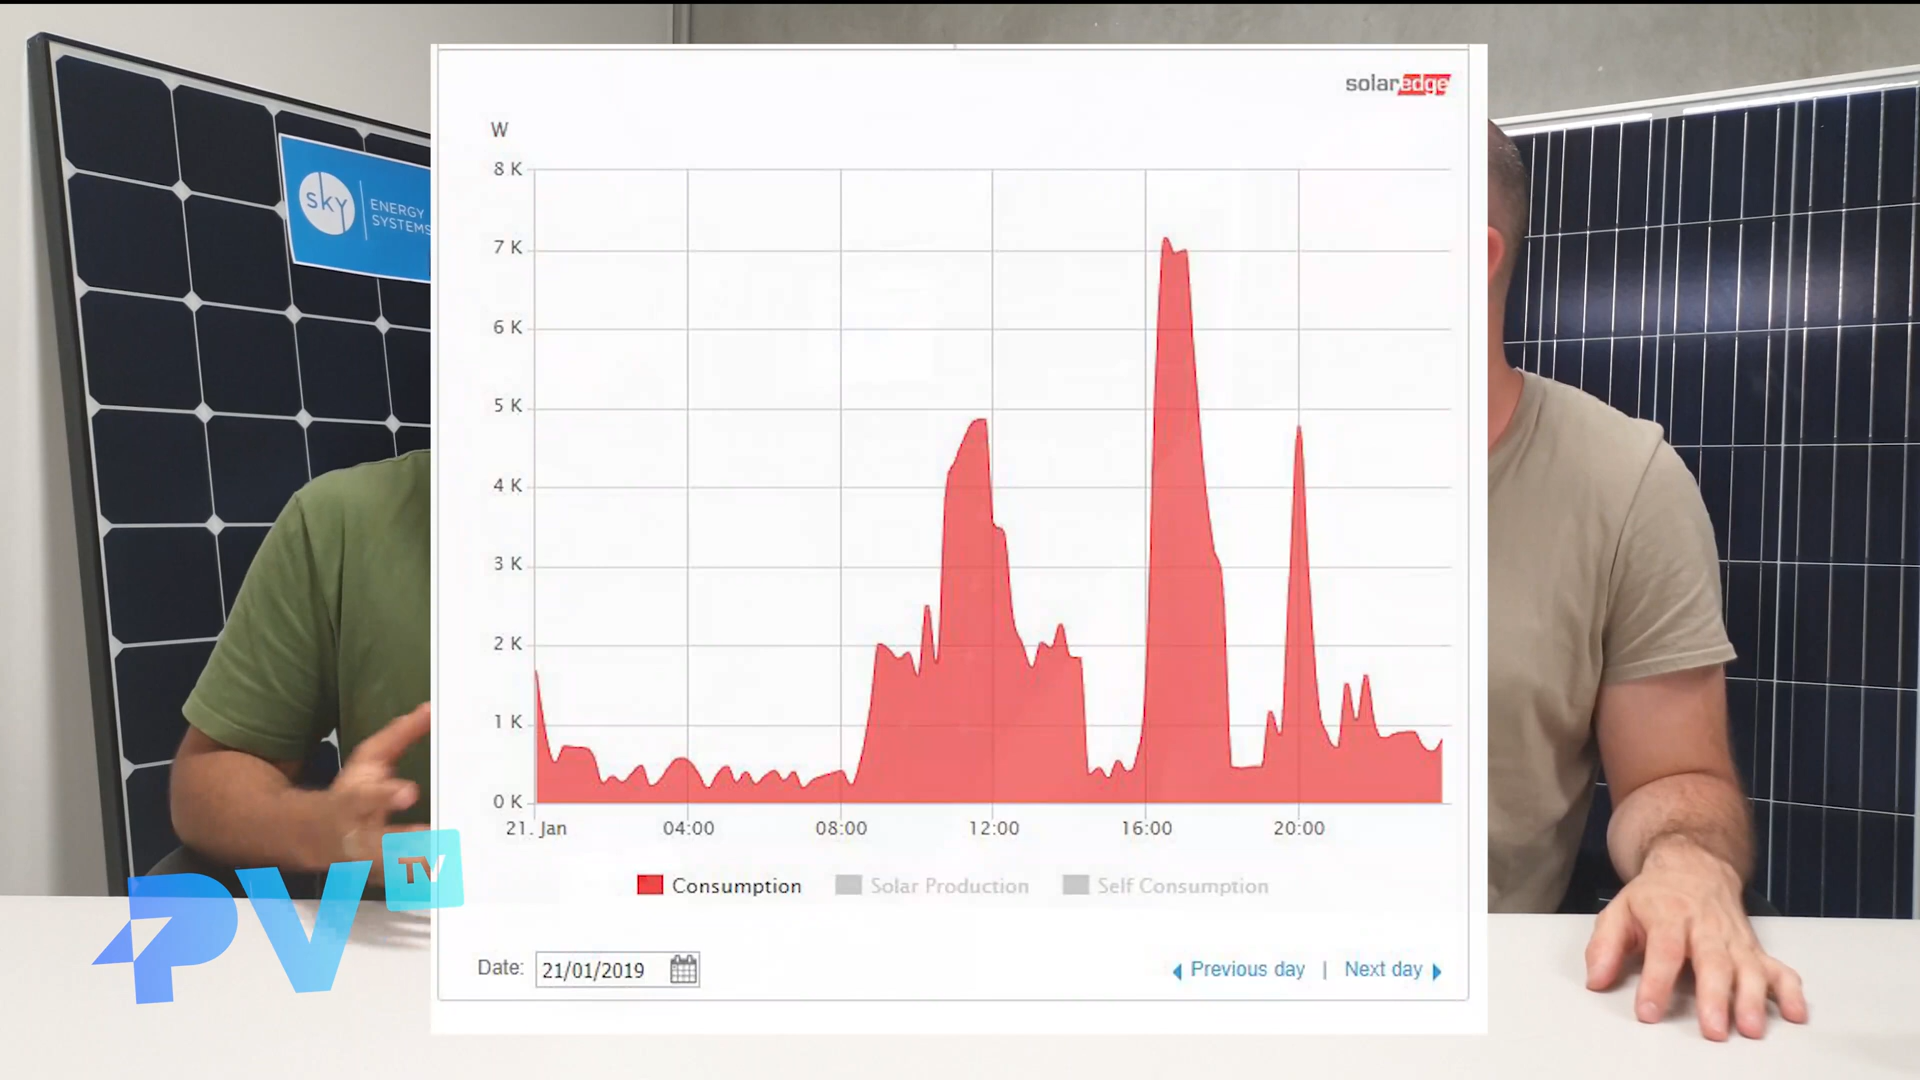 solaredge
W
8 K
7 K
6 K
5 K
4 K
3 K
2 K
1 K
0 K
21. Jan 04:00 08:00 12:00 16:00 20:00
Consumption Solar Production Self Consumption
Date: 21/01/2019 Previous day | Next day
sky ENERGY
SYSTEMS
PV TV